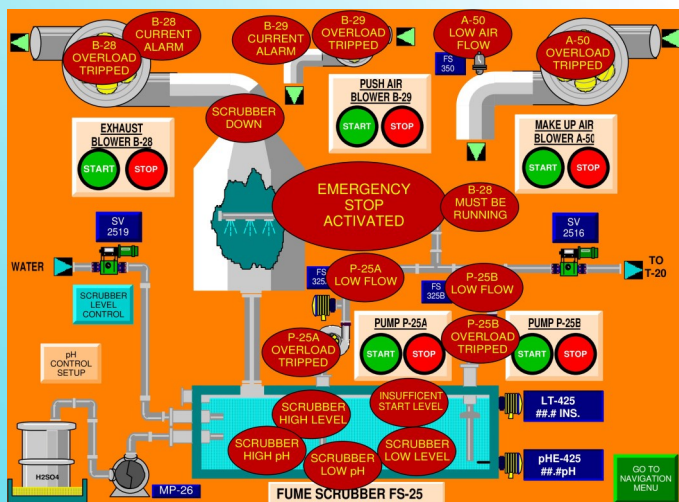 B-28
CURRENT
ALARM
B-28
OVERLOAD
TRIPPED
B-29
CURRENT
ALARM
B-29
OVERLOAD
TRIPPED
A-50
LOW AIR
FLOW
FS
350
A-50
OVERLOAD
TRIPPED
SCRUBBER
DOWN
PUSH AIR
BLOWER B-29
START
STOP
EXHAUST
BLOWER B-28
START
STOP
MAKE UP AIR
BLOWER A-50
START
STOP
EMERGENCY
STOP
ACTIVATED
B-28
MUST BE
RUNNING
SV
2519
SV
2516
WATER
TO
T-20
SCRUBBER
LEVEL
CONTROL
FS
325A
P-25A
LOW FLOW
FS
325B
P-25B
LOW FLOW
P-25A
OVERLOAD
TRIPPED
PUMP P-25A
START
STOP
P-25B
OVERLOAD
TRIPPED
PUMP P-25B
START
STOP
pH
CONTROL
SETUP
INSUFFICENT
START LEVEL
SCRUBBER
HIGH LEVEL
SCRUBBER
HIGH pH
SCRUBBER
LOW pH
SCRUBBER
LOW LEVEL
LT-425
##.# INS.
pHE-425
##.#pH
H2SO4
MP-26
FUME SCRUBBER FS-25
GO TO
NAVIGATION
MENU